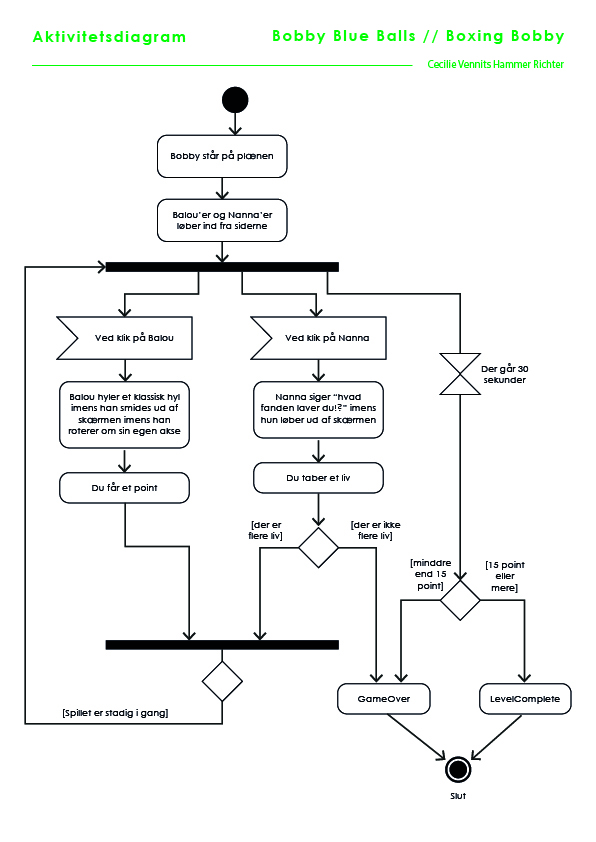 Aktivitetsdiagram
Bobby Blue Balls // Boxing Bobby
Cecilie Vennits Hammer Richter
Bobby står på plænen
Balou'er og Nanna'er
løber ind fra siderne
Ved klik på Balou
Ved klik på Nanna
Der går 30
sekunder
Balou hyler et klassisk hyl
imens han smides ud af
skærmen imens han
roterer om sin egen akse
Nanna siger "hvad
fanden laver du!?" imens
hun løber ud af skærmen
Du får et point
Du taber et liv
[der er
flere liv]
[der er ikke
flere liv]
[minddre
end 15
point]
[15 point
eller
mere]
GameOver
LevelComplete
[Spillet er stadig i gang]
Slut